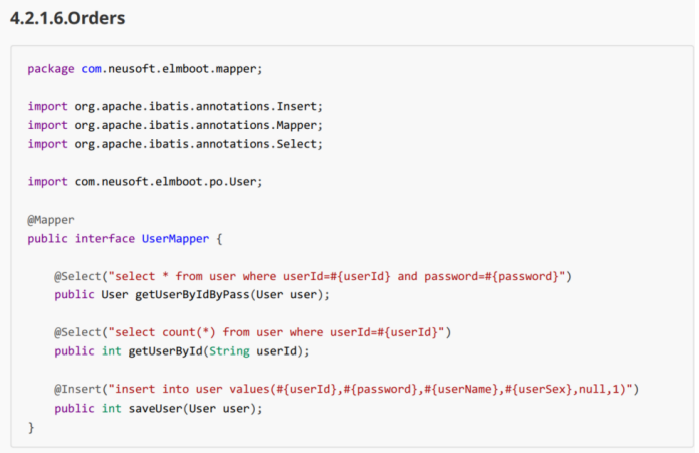 4.2.1.6.Orders
package com.neusoft.elmboot.mapper;
import org.apache.ibatis.annotations.Insert;
import org.apache.ibatis.annotations.Mapper;
import org.apache.ibatis.annotations.Select;
import com.neusoft.elmboot.po.User;
@Mapper
public interface UserMapper {
@Select("select * from user where userId=#{userId} and password=#{password}")
public User getUserByIdByPass(User user);
@Select("select count(*) from user where userId=#{userId}")
public int getUserById(String userId);
@Insert("insert into user values(#{userId},#{password},#{userName},#{userSex},null,1)")
public int saveUser(User user);
}